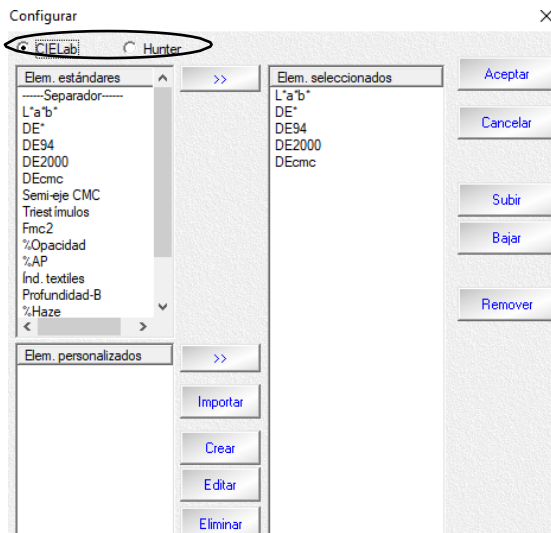 Configurar
CIELab
Hunter
Elem. estándares
>>
Elem. seleccionados
Aceptar
------Separador------
L*a*b*
DE*
DE94
DE2000
DEcmc
Semi-eje CMC
Triestímulos
Fmc2
%Opacidad
%AP
Índ. textiles
Profundidad-B
%Haze
L*a*b*
DE*
DE94
DE2000
DEcmc
Cancelar
Subir
Bajar
Remover
Elem. personalizados
>>
Importar
Crear
Editar
Eliminar